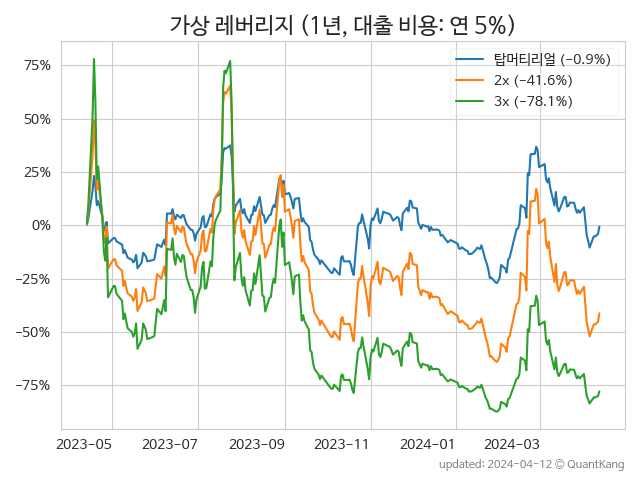 가상 레버리지 (1년, 대출 비용: 연 5%)
탑머티리얼 (−0.9%)
2x (−41.6%)
3x (−78.1%)
75%
50%
25%
0%
−25%
−50%
−75%
2023-05 2023-07 2023-09 2023-11 2024-01 2024-03
updated: 2024-04-12 © QuantKang